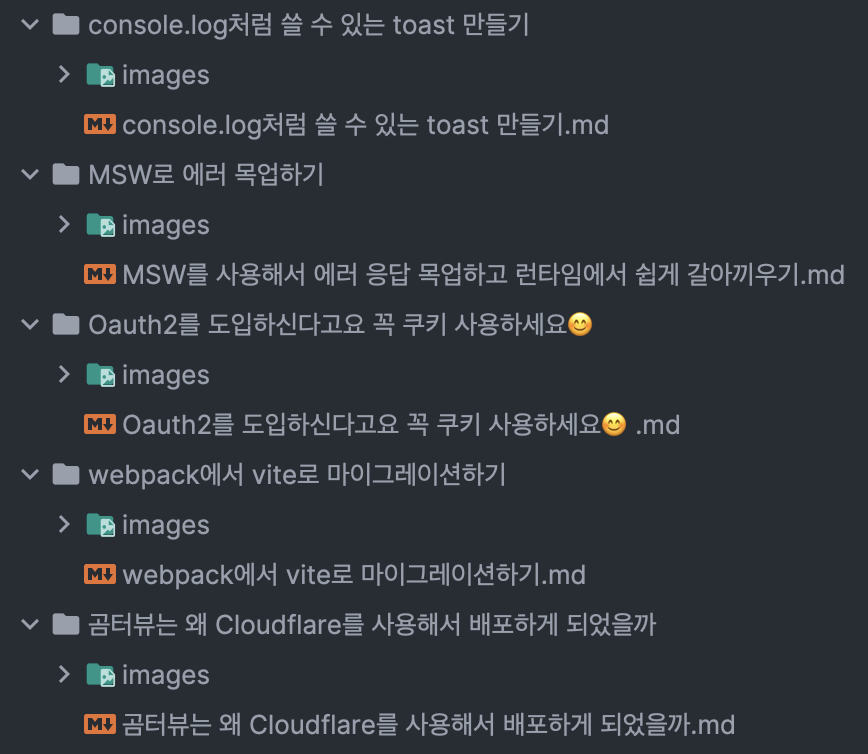 console.log처럼 쓸 수 있는 toast 만들기
images
console.log처럼 쓸 수 있는 toast 만들기.md
MSW로 에러 목업하기
images
MSW를 사용해서 에러 응답 목업하고 런타임에서 쉽게 갈아끼우기.md
Oauth2를 도입하신다고요 꼭 쿠키 사용하세요😊
images
Oauth2를 도입하신다고요 꼭 쿠키 사용하세요😊 .md
webpack에서 vite로 마이그레이션하기
images
webpack에서 vite로 마이그레이션하기.md
곰터뷰는 왜 Cloudflare를 사용해서 배포하게 되었을까
images
곰터뷰는 왜 Cloudflare를 사용해서 배포하게 되었을까.md